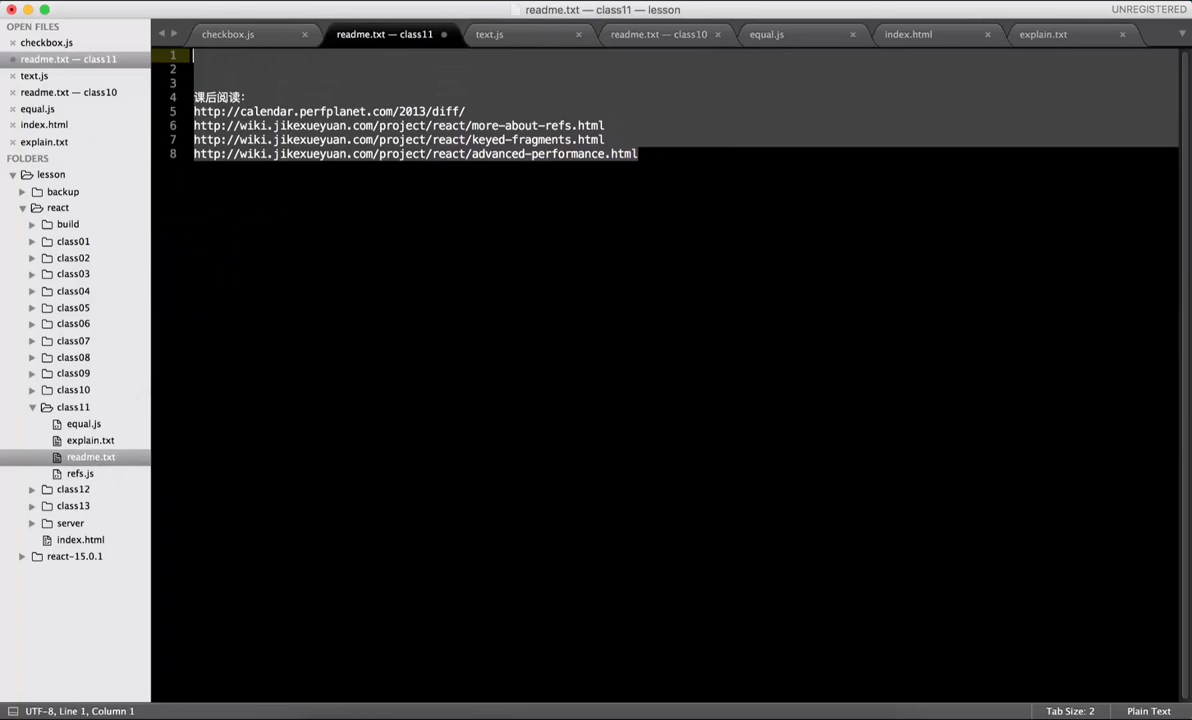 readme.txt — class11 — lesson
UNREGISTERED
OPEN FILES
checkbox.js
readme.txt — class11
text.js
readme.txt — class10
equal.js
index.html
explain.txt
FOLDERS
lesson
backup
react
build
class01
class02
class03
class04
class05
class06
class07
class08
class09
class10
class11
equal.js
explain.txt
readme.txt
refs.js
class12
class13
server
index.html
react-15.0.1
checkbox.js
readme.txt — class11
text.js
readme.txt — class10
equal.js
index.html
explain.txt
1
2
3
4 课后阅读:
5 http://calendar.perfplanet.com/2013/diff/
6 http://wiki.jikexueyuan.com/project/react/more-about-refs.html
7 http://wiki.jikexueyuan.com/project/react/keyed-fragments.html
8 http://wiki.jikexueyuan.com/project/react/advanced-performance.html
UTF-8, Line 1, Column 1
Tab Size: 2
Plain Text